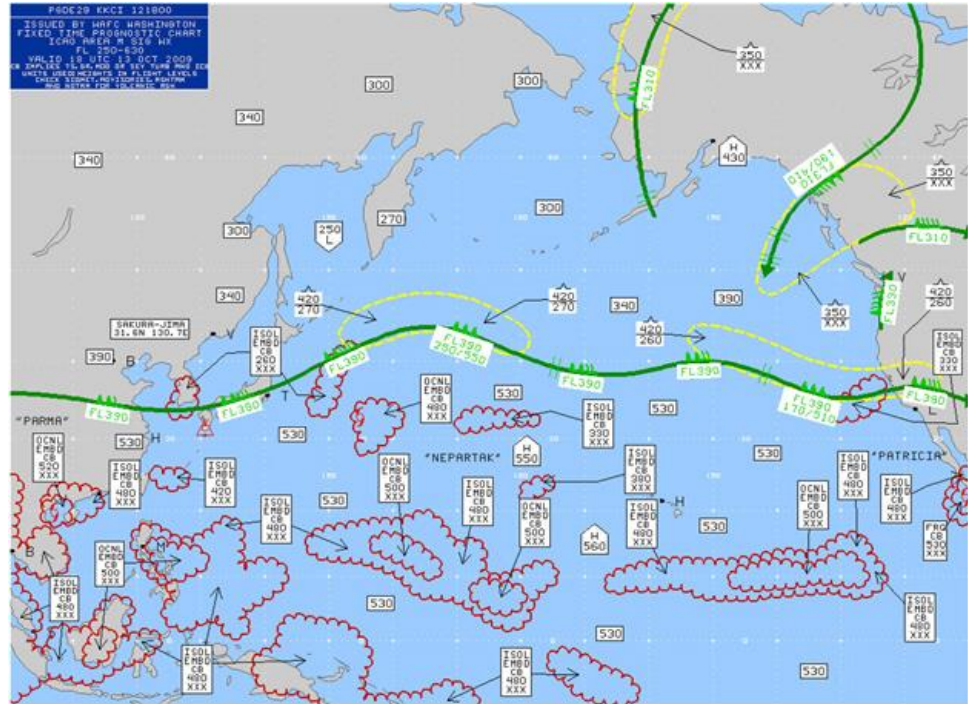 PGDE29 KKCI 121800
ISSUED BY WAFC WASHINGTON
FIXED TIME PROGNOSTIC CHART
ICAO AREA M SIG WX
FL 250-630
VALID 18 UTC 13 OCT 2009
CB IMPLIES TS, GR, MOD OR SEV TURB AND ICE
UNITS USED: HEIGHTS IN FLIGHT LEVELS
CHECK SIGMET, ADVISORIES, ASHTAM
AND NOTAM FOR VOLCANIC ASH
350
XXX
300
300
FL310
340
H
430
340
FL310
190/410
350
XXX
270
300
300
250
L
FL310
V
340
420
270
420
270
340
390
350
XXX
FL390
420
260
SAKURA-JIMA
31.6N 130.7E
V
ISOL
EMBD
CB
260
XXX
420
260
ISOL
EMBD
CB
330
XXX
390
B
FL390
FL390
250/550
FL390
FL390
FL390
FL390
T
FL390
170/510
FL390
530
530
L
"PARMA"
OCNL
EMBD
CB
480
XXX
ISOL
EMBD
CB
330
XXX
530
H
530
530
OCNL
EMBD
CB
520
XXX
"NEPARTAK"
H
550
"PATRICIA"
ISOL
EMBD
CB
480
XXX
ISOL
EMBD
CB
420
XXX
OCNL
EMBD
CB
500
XXX
ISOL
EMBD
CB
480
XXX
ISOL
EMBD
CB
380
XXX
ISOL
EMBD
CB
480
XXX
ISOL
EMBD
CB
480
XXX
530
ISOL
EMBD
CB
480
XXX
OCNL
EMBD
CB
500
XXX
OCNL
EMBD
CB
500
XXX
ISOL
EMBD
CB
480
XXX
H
530
FRQ
CB
530
XXX
B
OCNL
EMBD
CB
500
XXX
M
H
560
ISOL
EMBD
CB
480
XXX
530
ISOL
EMBD
CB
480
XXX
530
ISOL
EMBD
CB
480
XXX
ISOL
EMBD
CB
480
XXX
530